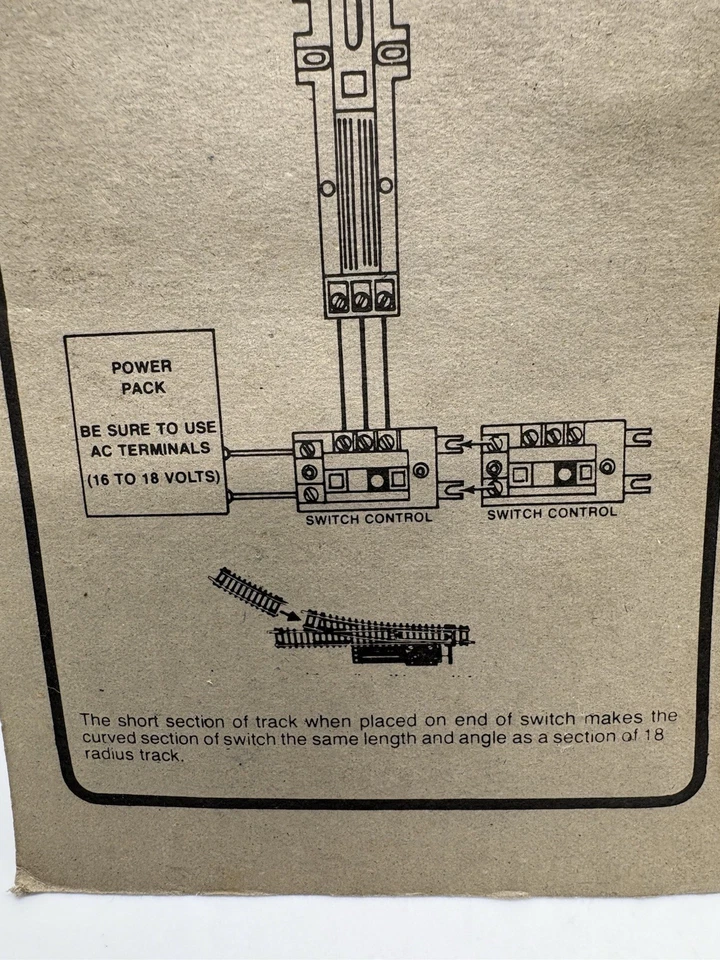 POWER
PACK
BE SURE TO USE
AC TERMINALS
(16 TO 18 VOLTS)
SWITCH CONTROL
SWITCH CONTROL
The short section of track when placed on end of switch makes the
curved section of switch the same length and angle as a section of 18
radius track.